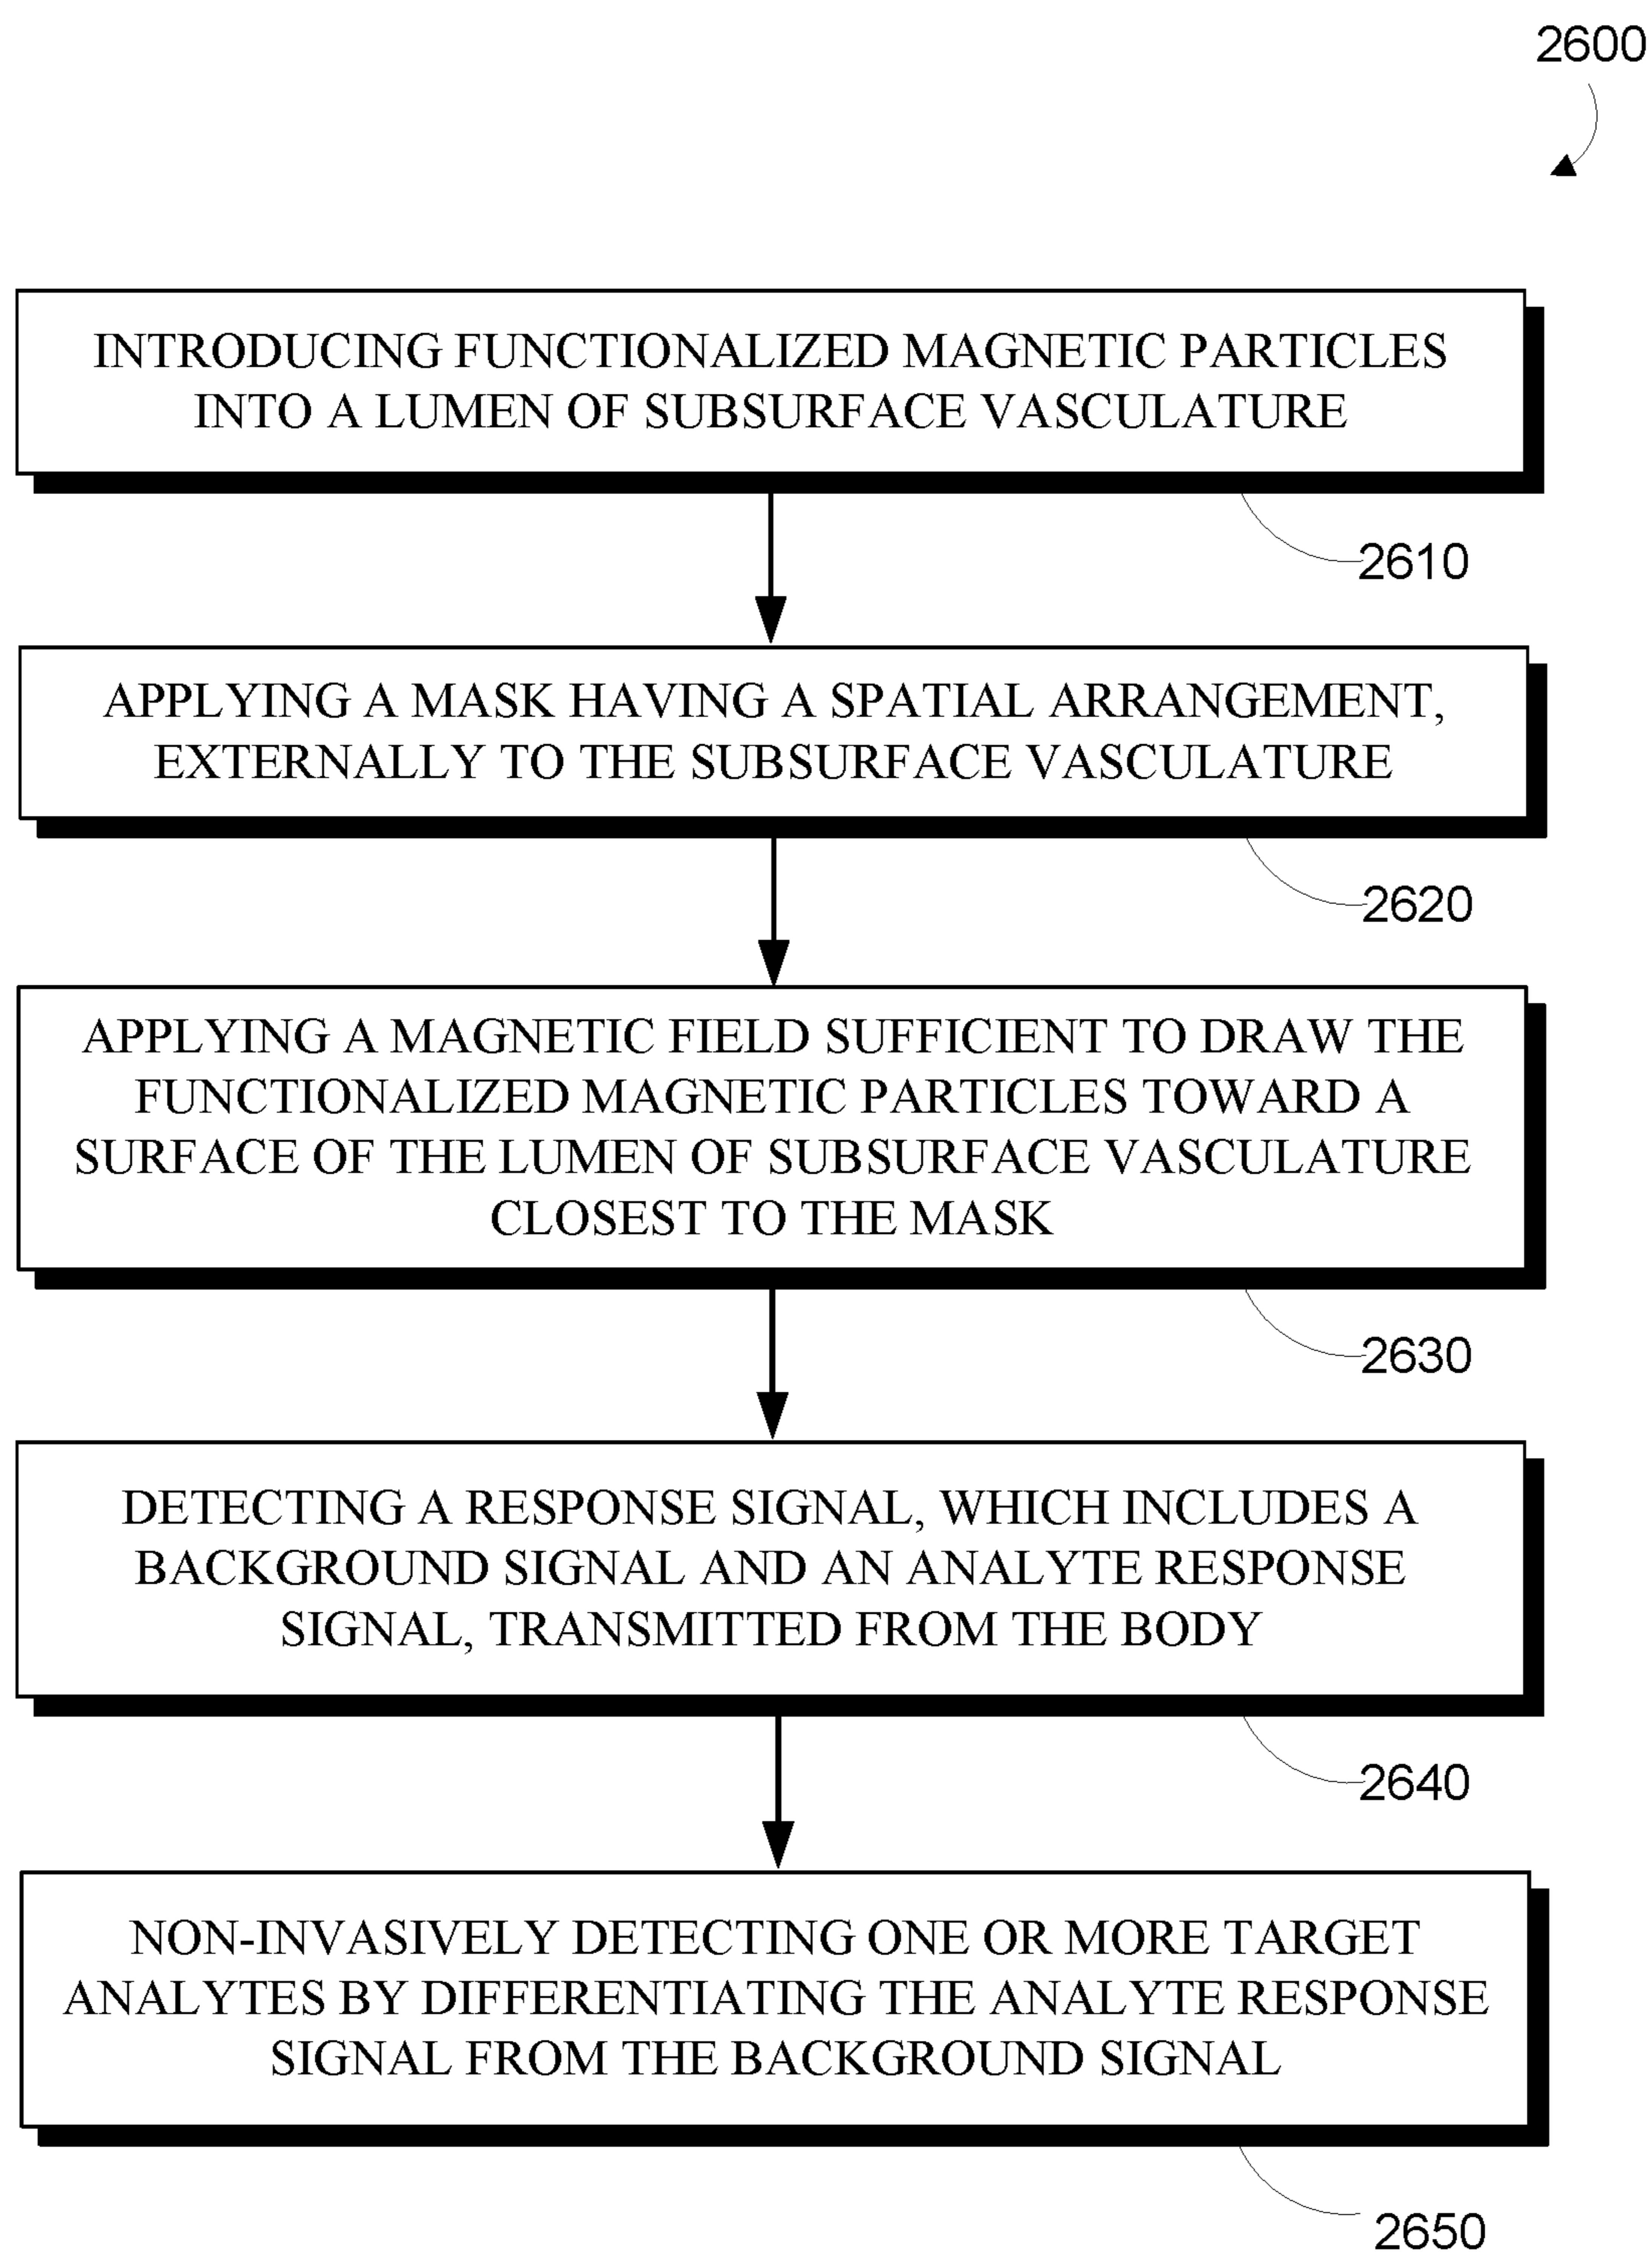 2600
INTRODUCING FUNCTIONALIZED MAGNETIC PARTICLES
INTO A LUMEN OF SUBSURFACE VASCULATURE
2610
APPLYING A MASK HAVING A SPATIAL ARRANGEMENT,
EXTERNALLY TO THE SUBSURFACE VASCULATURE
2620
APPLYING A MAGNETIC FIELD SUFFICIENT TO DRAW THE
FUNCTIONALIZED MAGNETIC PARTICLES TOWARD A
SURFACE OF THE LUMEN OF SUBSURFACE VASCULATURE
CLOSEST TO THE MASK
2630
DETECTING A RESPONSE SIGNAL, WHICH INCLUDES A
BACKGROUND SIGNAL AND AN ANALYTE RESPONSE
SIGNAL, TRANSMITTED FROM THE BODY
2640
NON-INVASIVELY DETECTING ONE OR MORE TARGET
ANALYTES BY DIFFERENTIATING THE ANALYTE RESPONSE
SIGNAL FROM THE BACKGROUND SIGNAL
2650